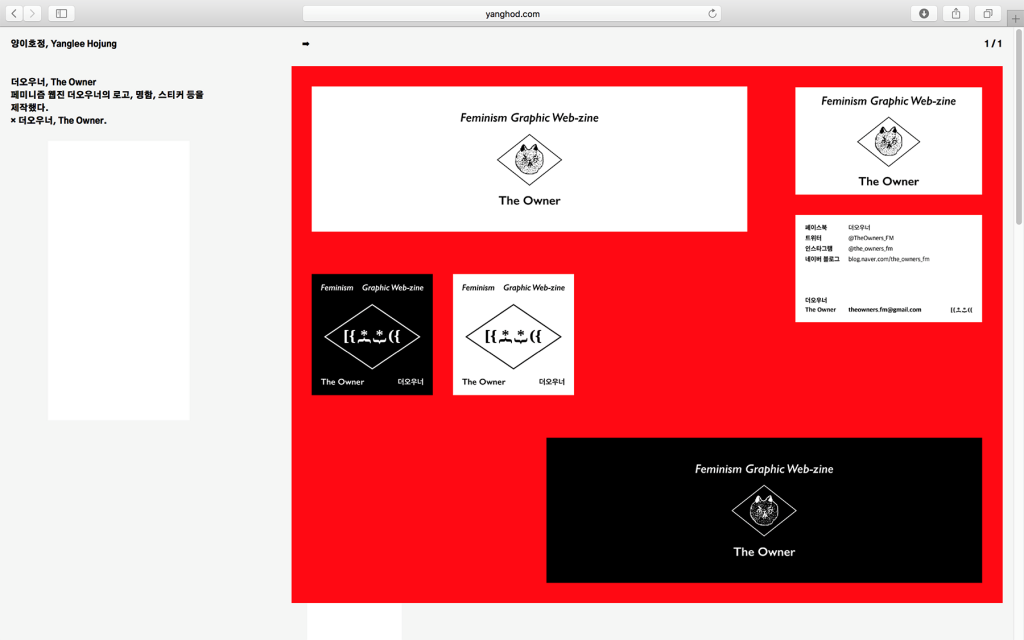 yanghod.com
양이호정, Yanglee Hojung
➡
1 / 1
더오우너, The Owner
페미니즘 웹진 더오우너의 로고, 명함, 스티커 등을
제작했다.
× 더오우너, The Owner.
Feminism Graphic Web-zine
The Owner
Feminism Graphic Web-zine
The Owner
페이스북 더오우너
트위터 @TheOwners_FM
인스타그램 @the_owners_fm
네이버 블로그 blog.naver.com/the_owners_fm
더오우너
The Owner theowners.fm@gmail.com
Feminism Graphic Web-zine
The Owner 더오우너
Feminism Graphic Web-zine
The Owner 더오우너
Feminism Graphic Web-zine
The Owner